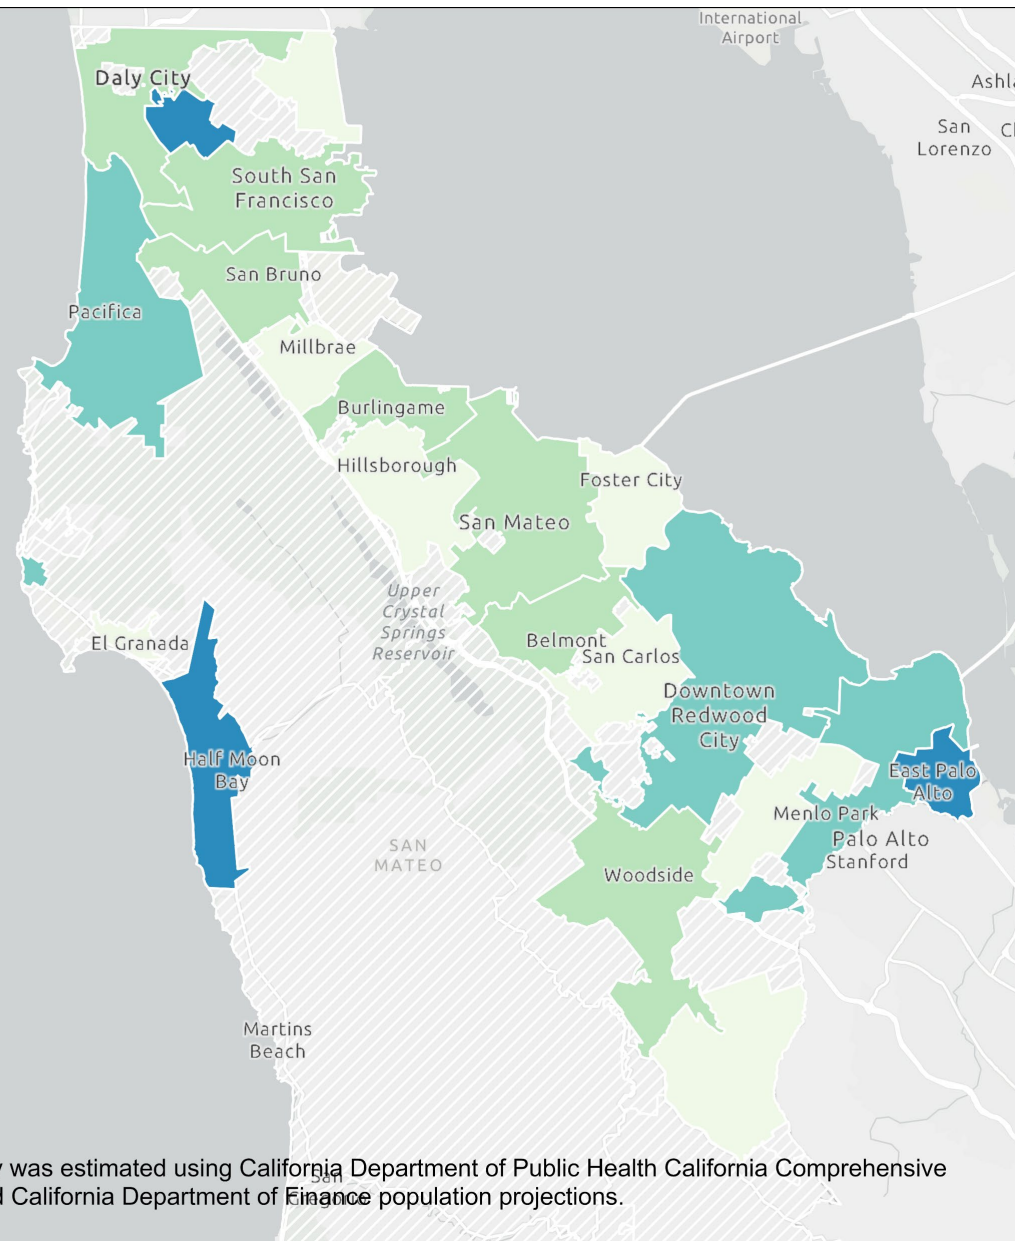 International
Airport
Daly City
San
Lorenzo
South San
Francisco
San Bruno
Pacifica
Millbrae
Burlingame
Hillsborough
Foster City
San Mateo
Upper
Crystal
Springs
Reservoir
El Granada
Belmont
San Carlos
Downtown
Redwood
City
Half Moon
Bay
East Palo
Alto
Menlo Park
Palo Alto
Stanford
SAN
MATEO
Woodside
Martins
Beach
was estimated using California Department of Public Health California Comprehensive
California Department of Finance population projections.
San